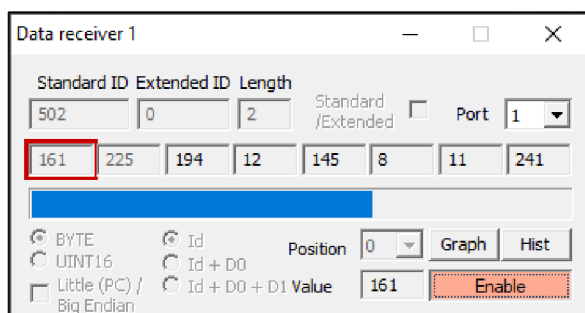 Data receiver 1
Standard ID Extended ID Length
502 0 2 Standard /Extended Port 1
161 225 194 12 145 8 11 241
BYTE Id Position 0 Graph Hist
UINT16 Id + D0
Little (PC) / Big Endian Id + D0 + D1 Value 161 Enable